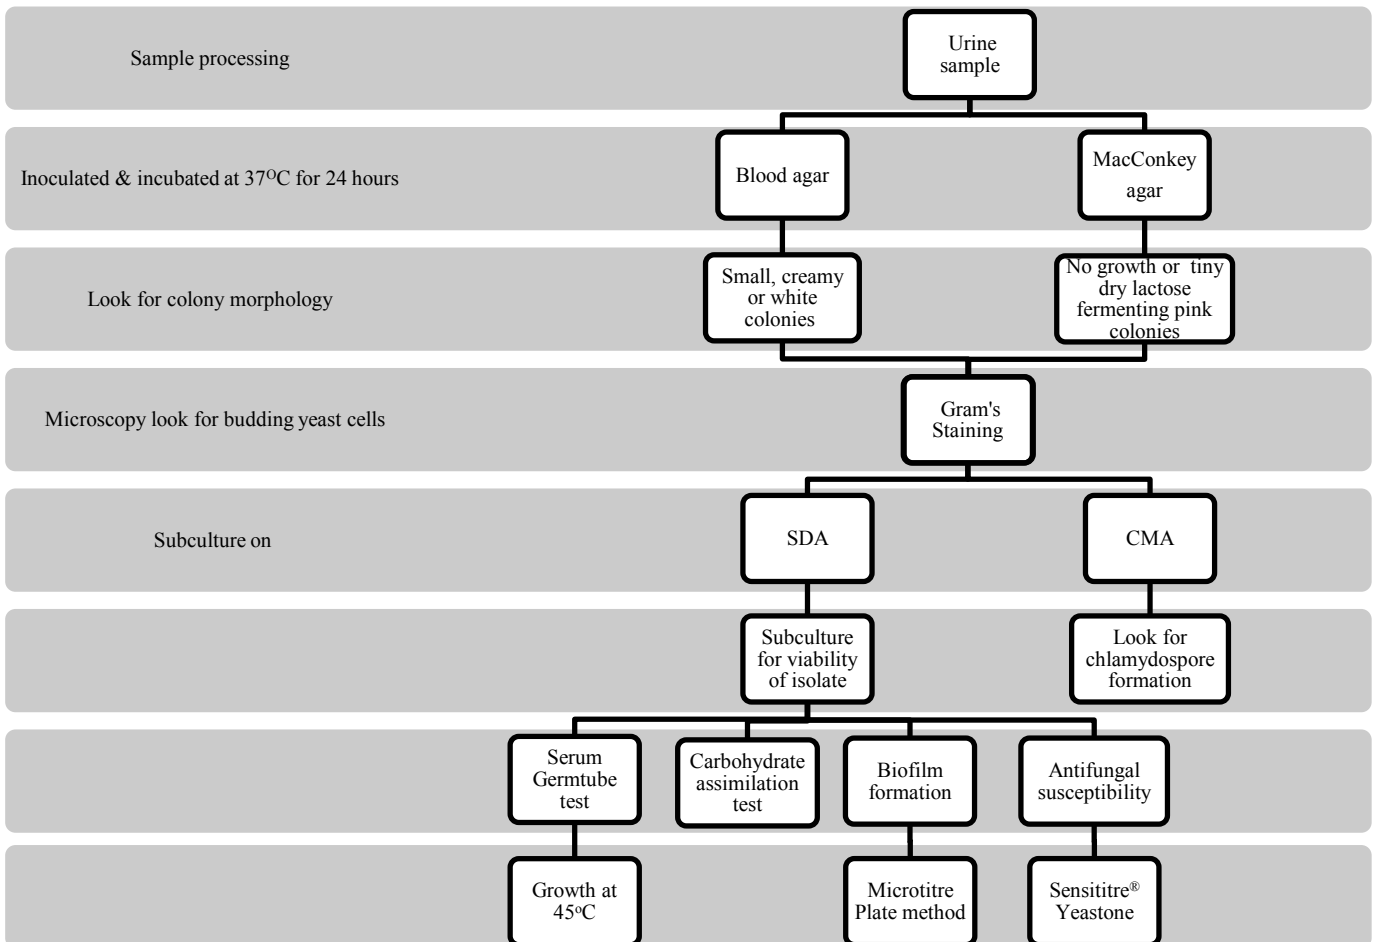 Sample processing
Urine
sample
Inoculated & incubated at 37ᴼC for 24 hours
Blood agar
MacConkey
agar
Look for colony morphology
Small, creamy
or white
colonies
No growth or tiny
dry lactose
fermenting pink
colonies
Microscopy look for budding yeast cells
Gram's
Staining
Subculture on
SDA
CMA
Subculture
for viability
of isolate
Look for
chlamydospore
formation
Serum
Germtube
test
Carbohydrate
assimilation
test
Biofilm
formation
Antifungal
susceptibility
Growth at
45ᵒC
Microtitre
Plate method
Sensititre®
Yeastone